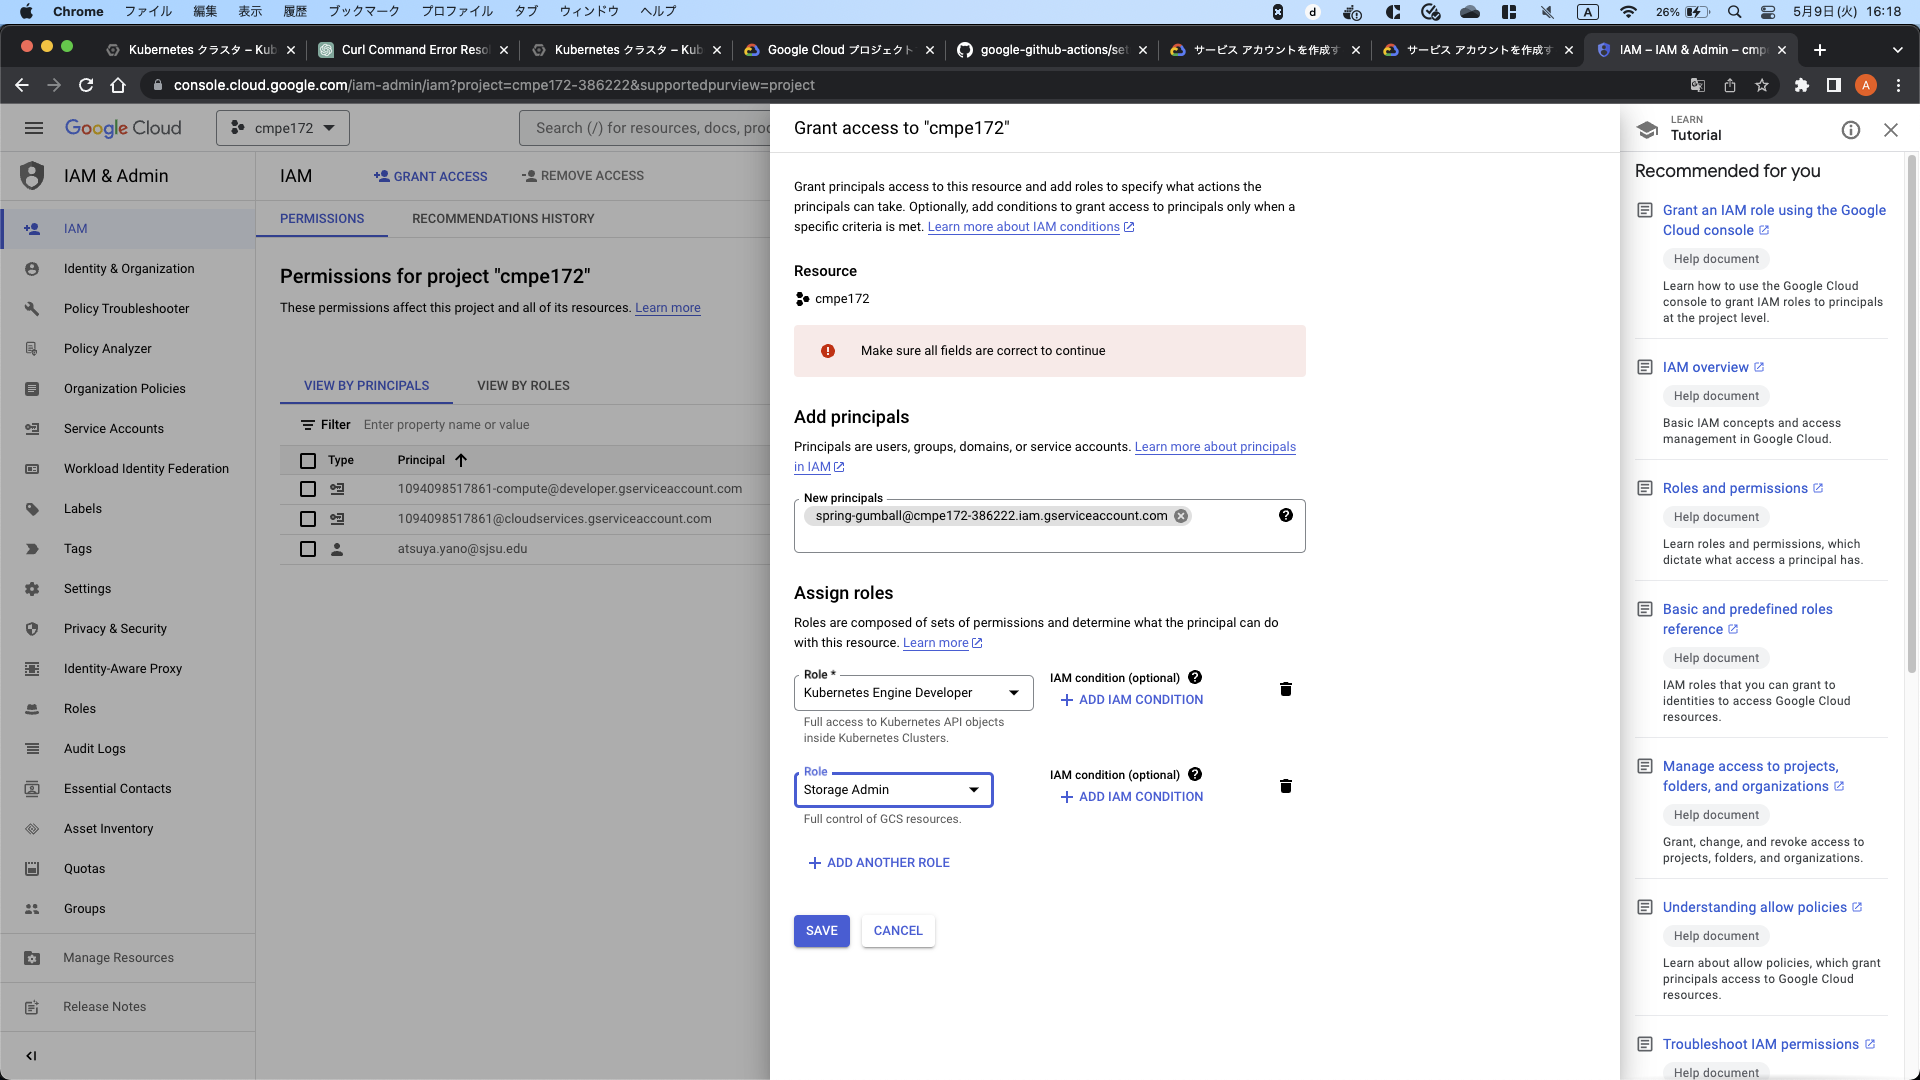 Chrome ファイル 編集 表示 履歴 ブックマーク プロファイル タブ ウィンドウ ヘルプ
A 26% 5月9日(火) 16:18
Kubernetes クラスタ – Kub
Curl Command Error Reso
Kubernetes クラスタ – Kub
Google Cloud プロジェクト
google-github-actions/set
サービス アカウントを作成す
サービス アカウントを作成す
IAM – IAM & Admin – cmpe
console.cloud.google.com/iam-admin/iam?project=cmpe172-386222&supportedpurview=project
A
Google Cloud
cmpe172
Search (/) for resources, docs, pro
IAM & Admin
IAM
Identity & Organization
Policy Troubleshooter
Policy Analyzer
Organization Policies
Service Accounts
Workload Identity Federation
Labels
Tags
Settings
Privacy & Security
Identity-Aware Proxy
Roles
Audit Logs
Essential Contacts
Asset Inventory
Quotas
Groups
Manage Resources
Release Notes
IAM
GRANT ACCESS
REMOVE ACCESS
PERMISSIONS
RECOMMENDATIONS HISTORY
Permissions for project "cmpe172"
These permissions affect this project and all of its resources. Learn more
VIEW BY PRINCIPALS
VIEW BY ROLES
Filter Enter property name or value
Type Principal
1094098517861-compute@developer.gserviceaccount.com
1094098517861@cloudservices.gserviceaccount.com
atsuya.yano@sjsu.edu
Grant access to "cmpe172"
Grant principals access to this resource and add roles to specify what actions the
principals can take. Optionally, add conditions to grant access to principals only when a
specific criteria is met. Learn more about IAM conditions
Resource
cmpe172
Make sure all fields are correct to continue
Add principals
Principals are users, groups, domains, or service accounts. Learn more about principals
in IAM
New principals
spring-gumball@cmpe172-386222.iam.gserviceaccount.com
Assign roles
Roles are composed of sets of permissions and determine what the principal can do
with this resource. Learn more
Role *
Kubernetes Engine Developer
Full access to Kubernetes API objects
inside Kubernetes Clusters.
IAM condition (optional)
ADD IAM CONDITION
Role
Storage Admin
Full control of GCS resources.
IAM condition (optional)
ADD IAM CONDITION
ADD ANOTHER ROLE
SAVE
CANCEL
LEARN
Tutorial
Recommended for you
Grant an IAM role using the Google
Cloud console
Help document
Learn how to use the Google Cloud
console to grant IAM roles to principals
at the project level.
IAM overview
Help document
Basic IAM concepts and access
management in Google Cloud.
Roles and permissions
Help document
Learn roles and permissions, which
dictate what access a principal has.
Basic and predefined roles
reference
Help document
IAM roles that you can grant to
identities to access Google Cloud
resources.
Manage access to projects,
folders, and organizations
Help document
Grant, change, and revoke access to
projects, folders, and organizations.
Understanding allow policies
Help document
Learn about allow policies, which grant
principals access to Google Cloud
resources.
Troubleshoot IAM permissions
Help document